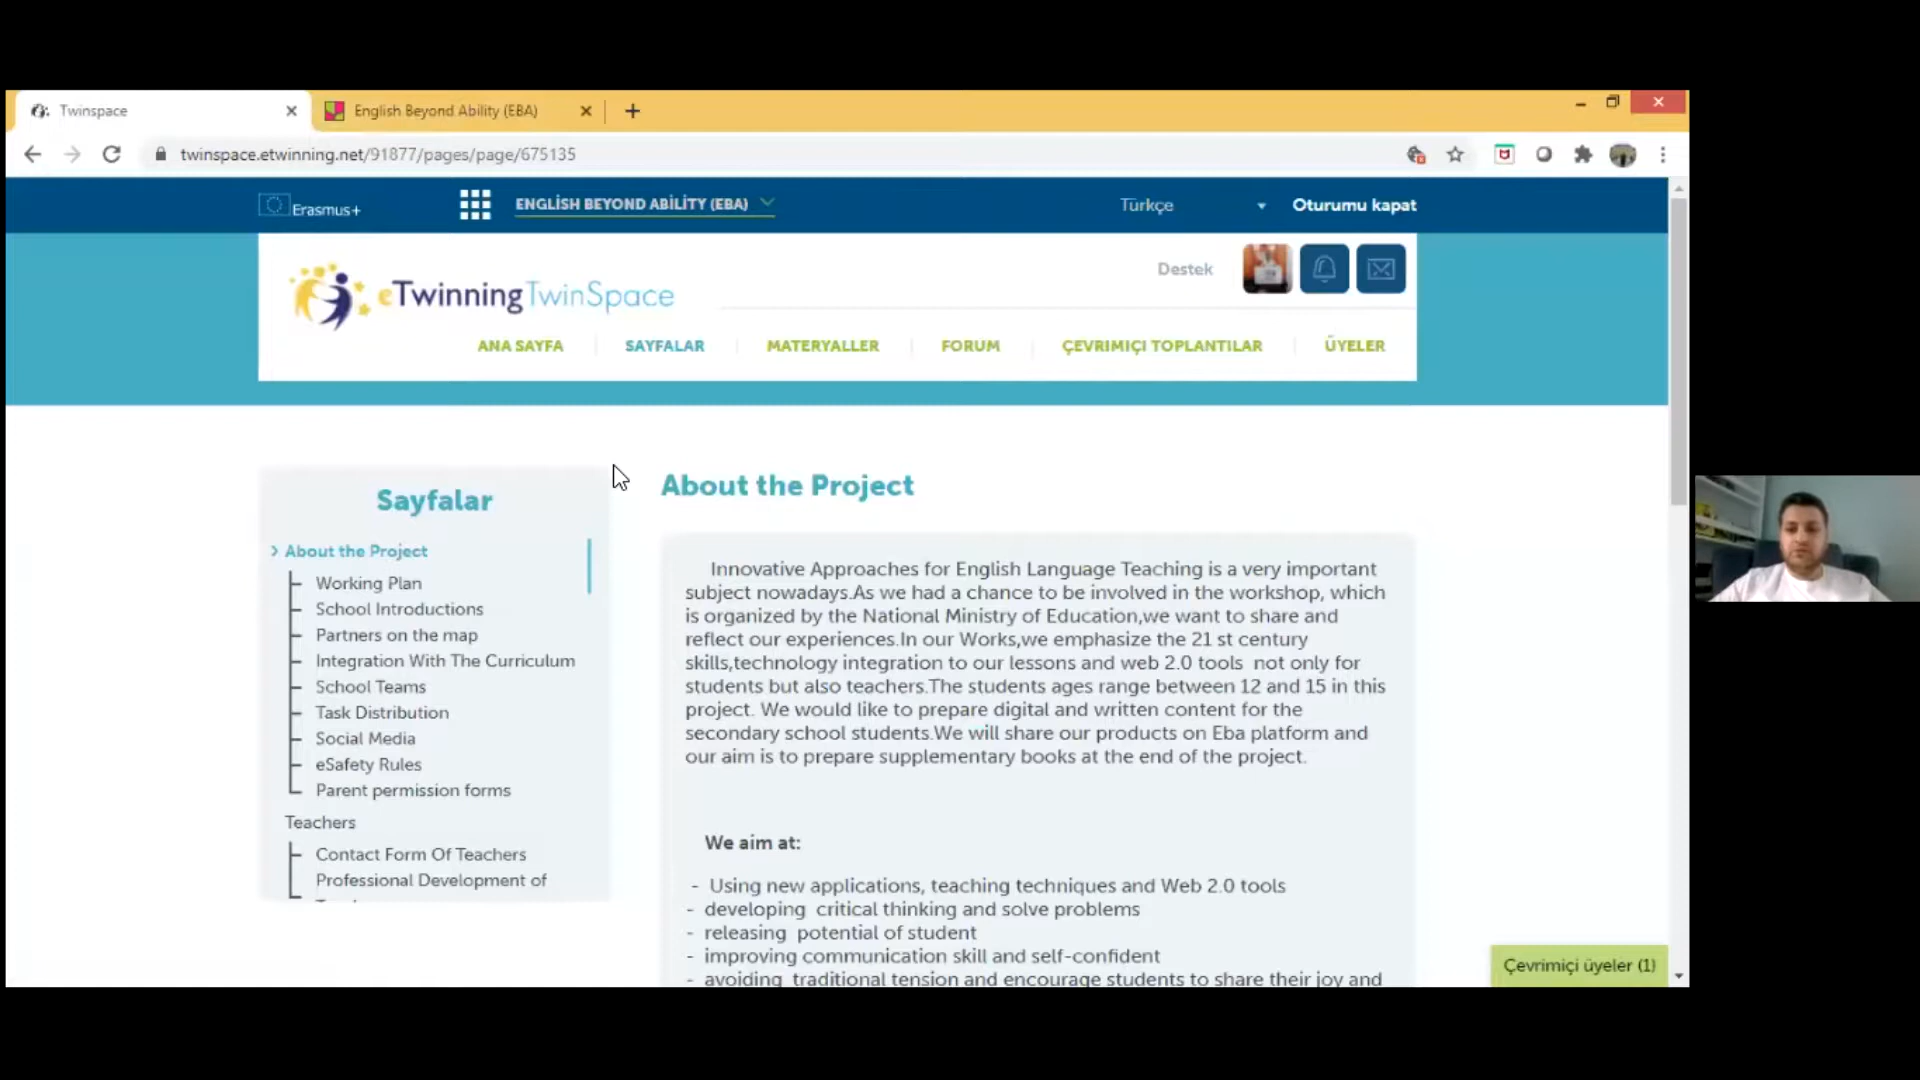 Twinspace
English Beyond Ability (EBA)
twinspace.etwinning.net/91877/pages/page/675135
Erasmus+
ENGLİSH BEYOND ABİLİTY (EBA)
Türkçe
Oturumu kapat
eTwinning TwinSpace
Destek
ANA SAYFA
SAYFALAR
MATERYALLER
FORUM
ÇEVRIMIÇI TOPLANTILAR
ÜYELER
Sayfalar
About the Project
Working Plan
School Introductions
Partners on the map
Integration With The Curriculum
School Teams
Task Distribution
Social Media
eSafety Rules
Parent permission forms
Teachers
Contact Form Of Teachers
Professional Development of
About the Project
Innovative Approaches for English Language Teaching is a very important
subject nowadays.As we had a chance to be involved in the workshop, which
is organized by the National Ministry of Education,we want to share and
reflect our experiences.In our Works,we emphasize the 21 st century
skills,technology integration to our lessons and web 2.0 tools not only for
students but also teachers.The students ages range between 12 and 15 in this
project. We would like to prepare digital and written content for the
secondary school students.We will share our products on Eba platform and
our aim is to prepare supplementary books at the end of the project.
We aim at:
- Using new applications, teaching techniques and Web 2.0 tools
- developing critical thinking and solve problems
- releasing potential of student
- improving communication skill and self-confident
- avoiding traditional tension and encourage students to share their joy and
Çevrimiçi üyeler (1)